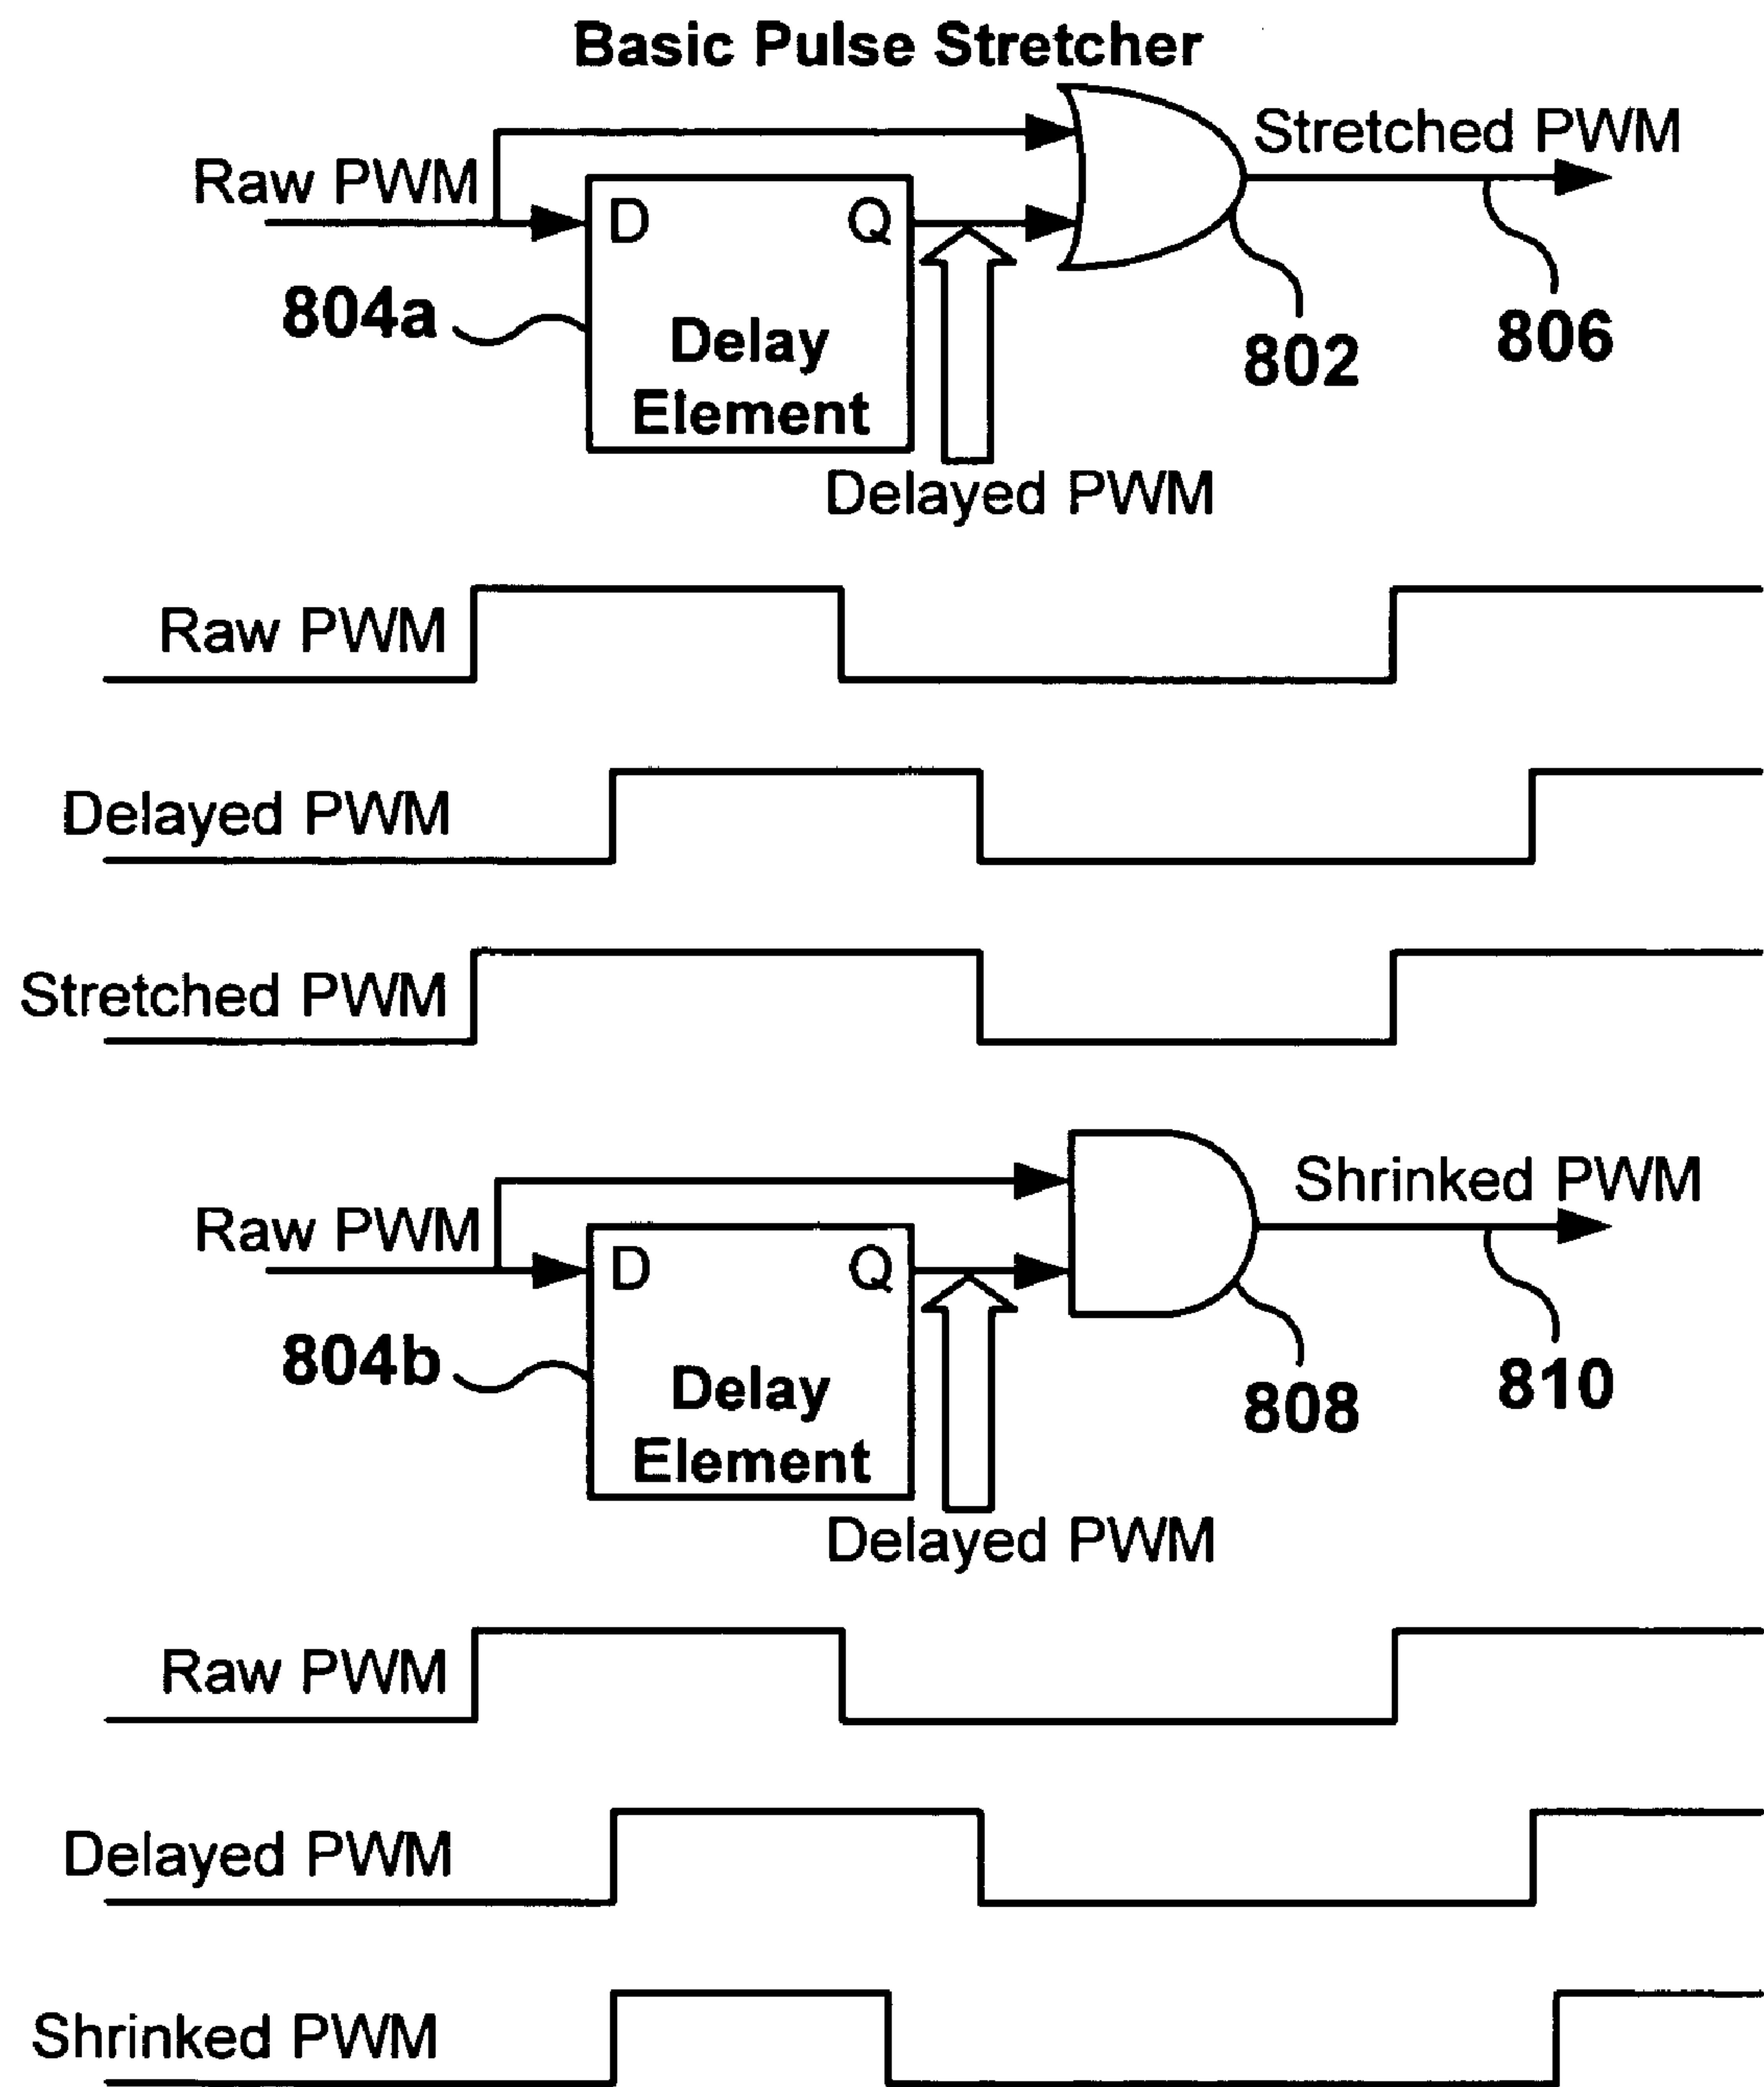 Basic Pulse Stretcher
Stretched PWM
Raw PWM
D
Q
804a
Delay
Element
802
806
Delayed PWM
Raw PWM
Delayed PWM
Stretched PWM
Shrinked PWM
Raw PWM
D
Q
804b
Delay
Element
808
810
Delayed PWM
Raw PWM
Delayed PWM
Shrinked PWM